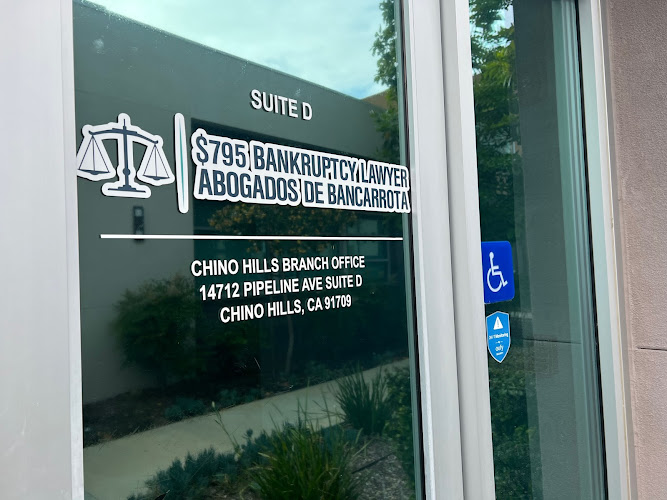 SUITE D
$795 BANKRUPTCY LAWYER
ABOGADOS DE BANCARROTA
CHINO HILLS BRANCH OFFICE
14712 PIPELINE AVE SUITE D
CHINO HILLS, CA 91709
eufy